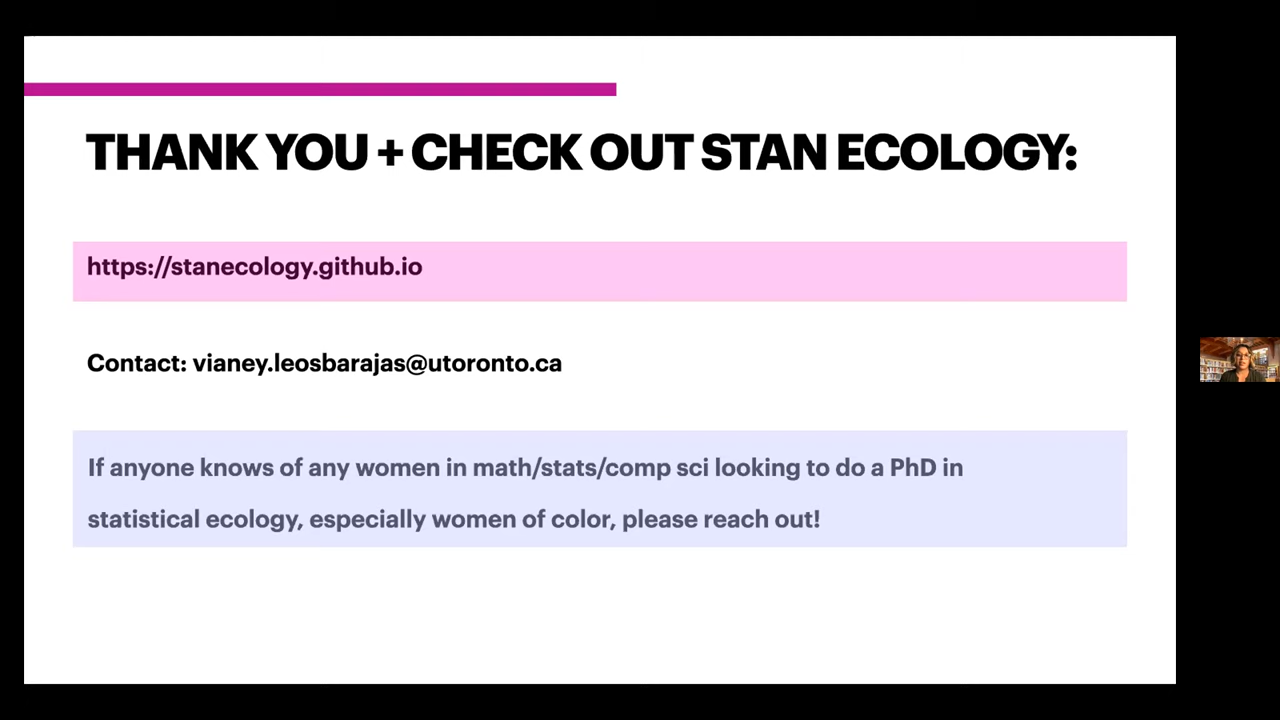 THANK YOU + CHECK OUT STAN ECOLOGY:
https://stanecology.github.io
Contact: vianey.leosbarajas@utoronto.ca
If anyone knows of any women in math/stats/comp sci looking to do a PhD in
statistical ecology, especially women of color, please reach out!